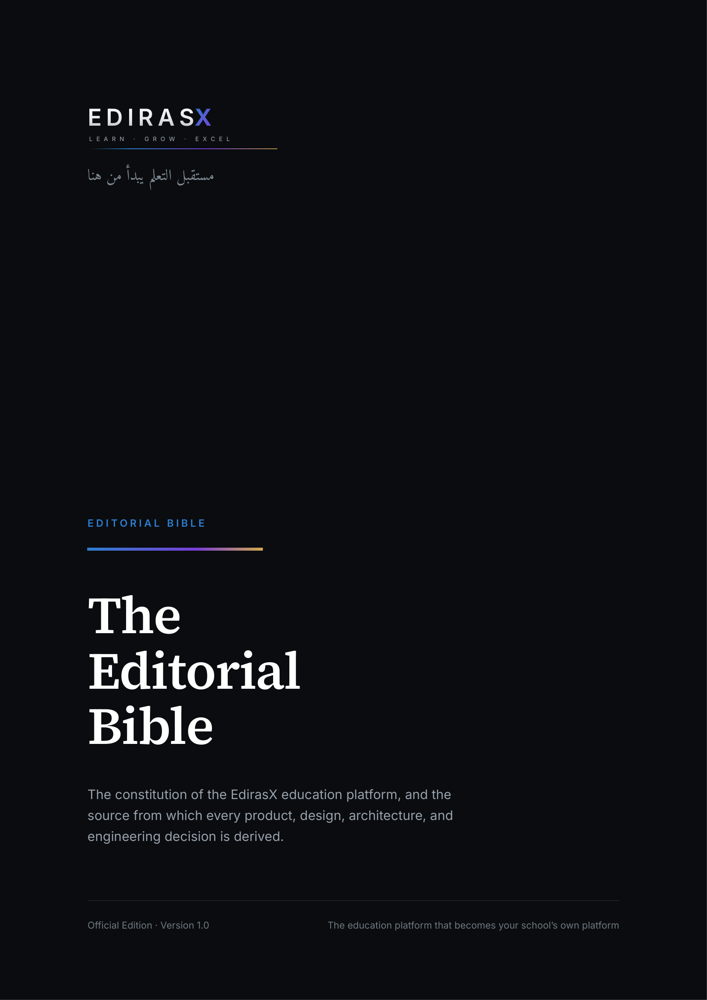 EDIRASX
LEARN · GROW · EXCEL
مستقبل التعلم يبدأ من هنا
EDITORIAL BIBLE
The
Editorial
Bible
The constitution of the EdirasX education platform, and the
source from which every product, design, architecture, and
engineering decision is derived.
Official Edition · Version 1.0
The education platform that becomes your school’s own platform